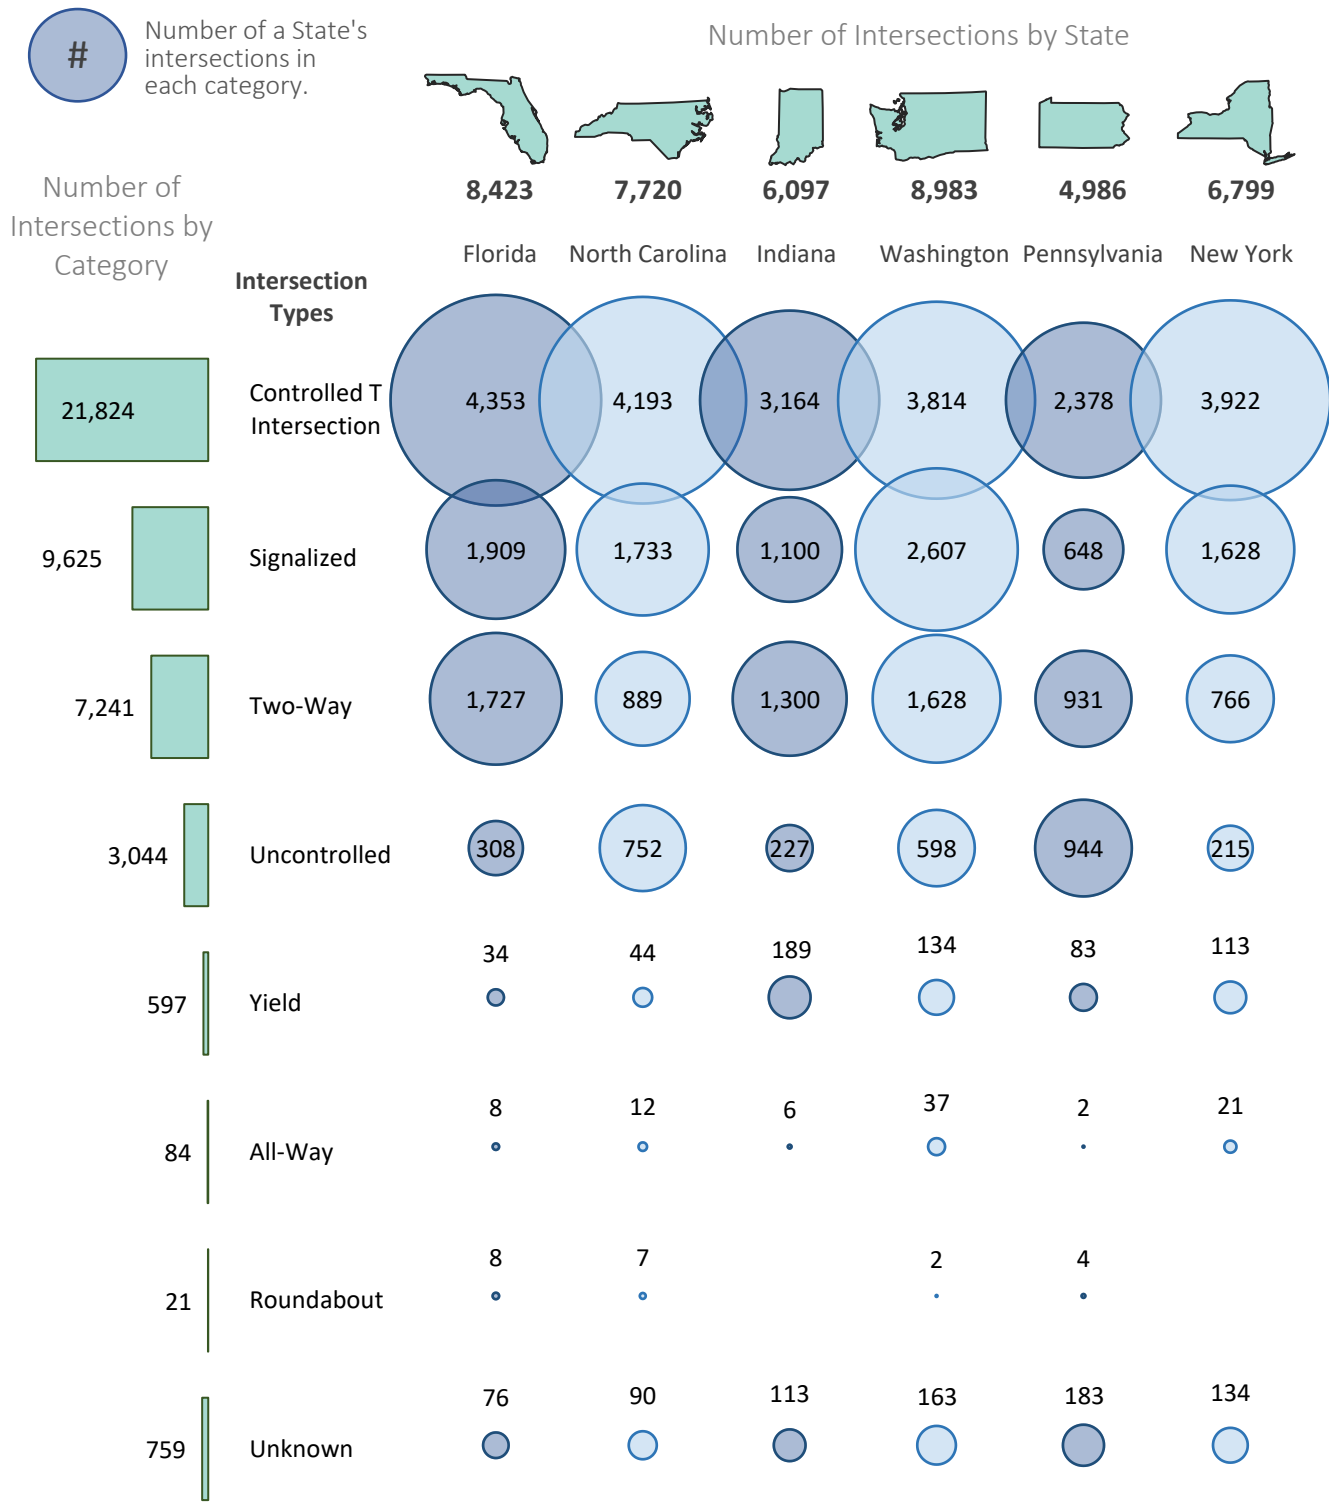 #
Number of a State's
intersections in
each category.
Number of Intersections by State
8,423 7,720 6,097 8,983 4,986 6,799
Florida North Carolina Indiana Washington Pennsylvania New York
Number of
Intersections by
Category
Intersection
Types
21,824
Controlled T
Intersection
4,353 4,193 3,164 3,814 2,378 3,922
9,625 Signalized 1,909 1,733 1,100 2,607 648 1,628
7,241 Two-Way 1,727 889 1,300 1,628 931 766
3,044 Uncontrolled 308 752 227 598 944 215
34 44 189 134 83 113
597 Yield
8 12 6 37 2 21
84 All-Way
8 7 2 4
21 Roundabout
76 90 113 163 183 134
759 Unknown